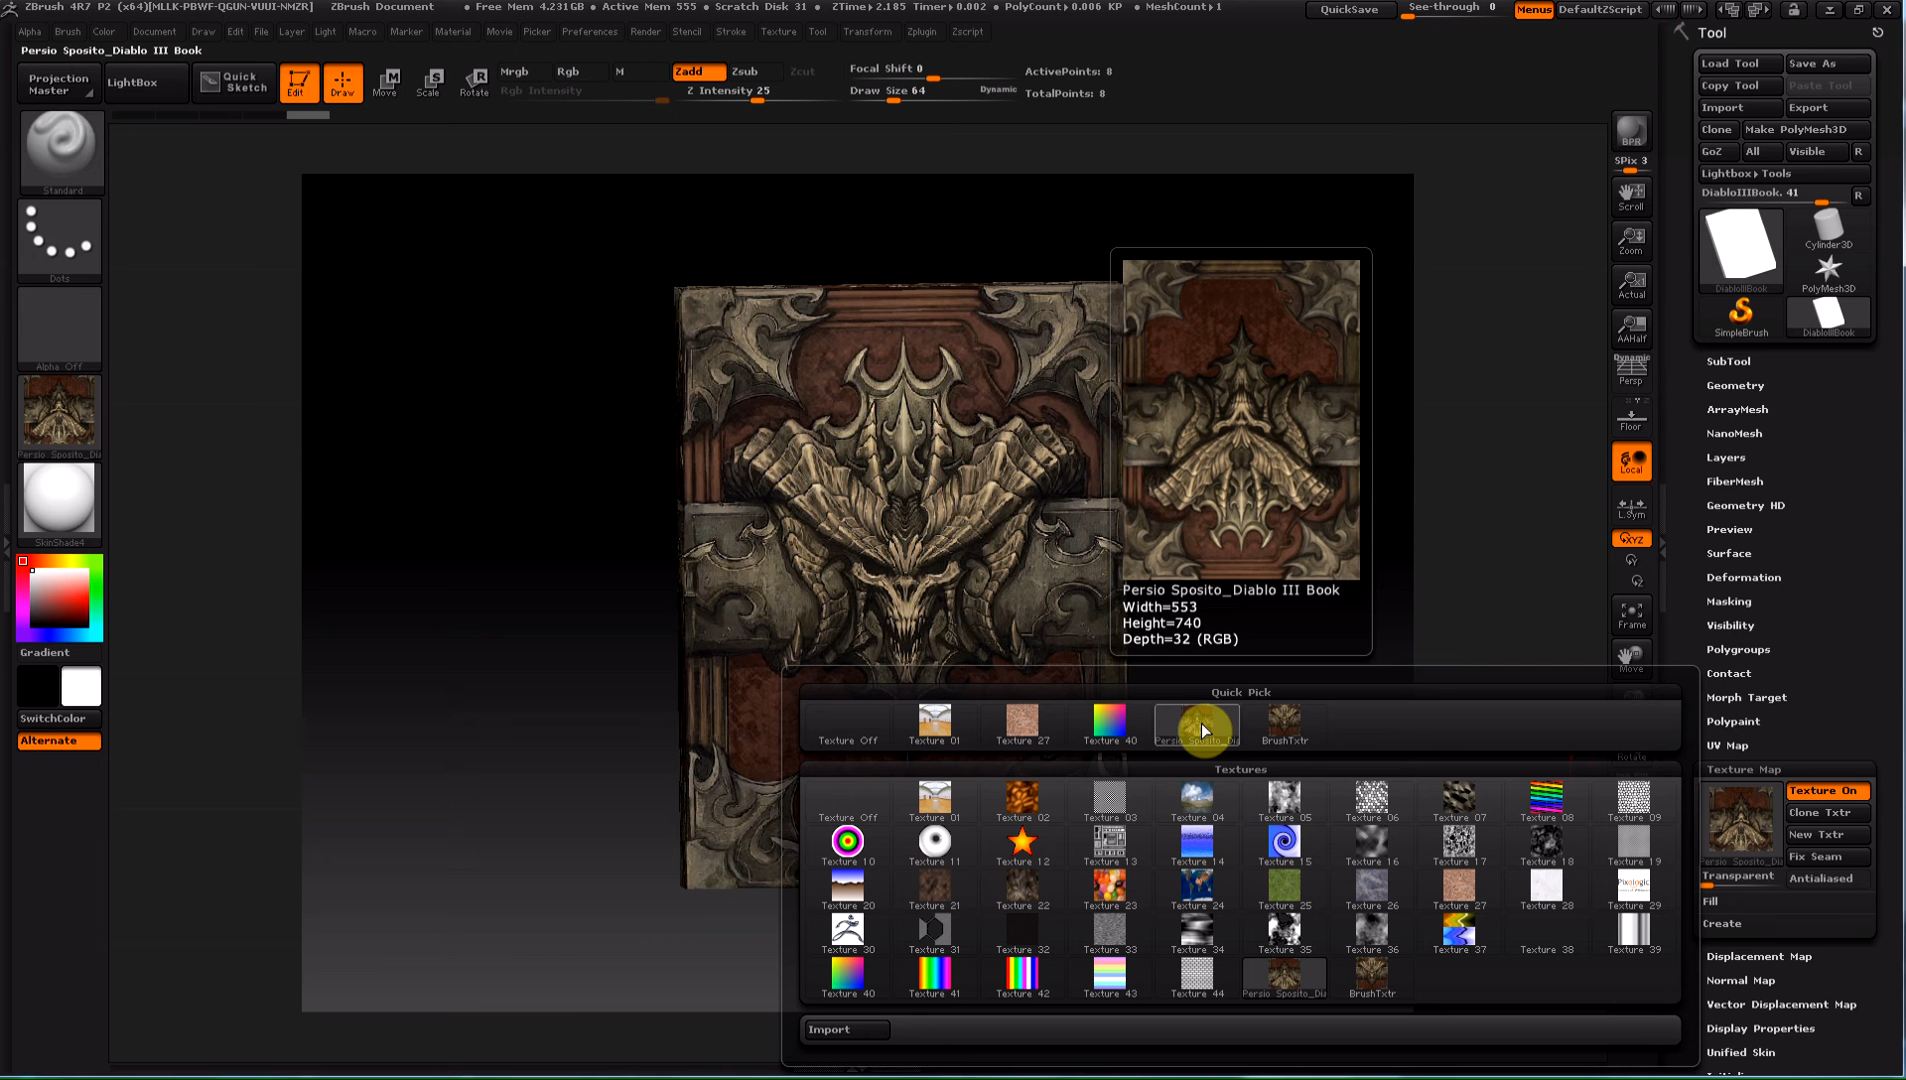 ZBrush 4R7 P2 (x64)[MLLK-PBWF-QGUN-VUUI-NMZR] ZBrush Document • Free Mem 4.231GB • Active Mem 555 • Scratch Disk 31 • ZTime▸2.185 Timer▸0.002 • PolyCount▸0.006 KP • MeshCount▸1 QuickSave See-through 0 Menus DefaultZScript
Alpha Brush Color Document Draw Edit File Layer Light Macro Marker Material Movie Picker Preferences Render Stencil Stroke Texture Tool Transform Zplugin Zscript
Persio Sposito_Diablo III Book
Projection Master
LightBox
Quick Sketch
Edit
Draw
Move
Scale
Rotate
Mrgb Rgb M Zadd Zsub Zcut
Rgb Intensity Z Intensity 25
Focal Shift 0
Draw Size 64 Dynamic
ActivePoints: 8
TotalPoints: 8
Standard
Dots
Alpha Off
Persio Sposito_Di
SkinShade4
Gradient
SwitchColor
Alternate
Persio Sposito_Diablo III Book
Width=553
Height=740
Depth=32 (RGB)
Quick Pick
Texture Off Texture 01 Texture 27 Texture 40 Persio Sposito_Di BrushTxtr
Textures
Texture Off Texture 01 Texture 02 Texture 03 Texture 04 Texture 05 Texture 06 Texture 07 Texture 08 Texture 09
Texture 10 Texture 11 Texture 12 Texture 13 Texture 14 Texture 15 Texture 16 Texture 17 Texture 18 Texture 19
Pixologic
Texture 20 Texture 21 Texture 22 Texture 23 Texture 24 Texture 25 Texture 26 Texture 27 Texture 28 Texture 29
Texture 30 Texture 31 Texture 32 Texture 33 Texture 34 Texture 35 Texture 36 Texture 37 Texture 38 Texture 39
Texture 40 Texture 41 Texture 42 Texture 43 Texture 44 Persio Sposito_Di BrushTxtr
Import
BPR
SPix 3
Scroll
Zoom
Actual
AAHalf
Dynamic
Persp
Floor
Local
L.Sym
XYZ
Frame
Move
Rotate
Tool
Load Tool Save As
Copy Tool Paste Tool
Import Export
Clone Make PolyMesh3D
GoZ All Visible R
Lightbox▸Tools
DiabloIIIBook. 41 R
Cylinder3D
DiabloIIIBook PolyMesh3D
SimpleBrush DiabloIIIBook
SubTool
Geometry
ArrayMesh
NanoMesh
Layers
FiberMesh
Geometry HD
Preview
Surface
Deformation
Masking
Visibility
Polygroups
Contact
Morph Target
Polypaint
UV Map
Texture Map
Texture On
Clone Txtr
New Txtr
Fix Seam
Persio Sposito_Di
Transparent Antialiased
Fill
Create
Displacement Map
Normal Map
Vector Displacement Map
Display Properties
Unified Skin